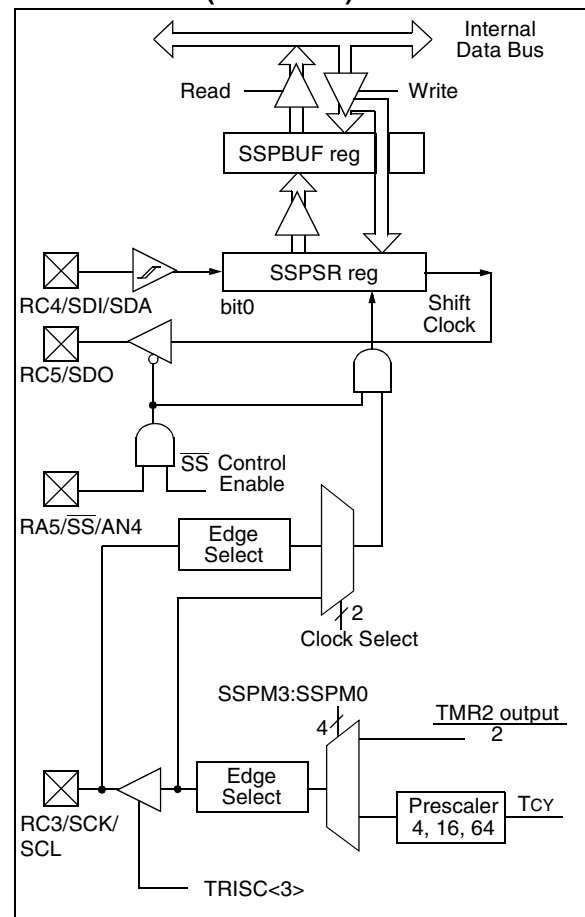 Internal
Data Bus
Read
Write
SSPBUF reg
SSPSR reg
RC4/SDI/SDA
bit0
Shift
Clock
RC5/SDO
SS Control
Enable
RA5/SS/AN4
Edge
Select
2
Clock Select
SSPM3:SSPM0
TMR2 output
4
2
Edge
Select
Prescaler
4, 16, 64
TCY
RC3/SCK/
SCL
TRISC<3>